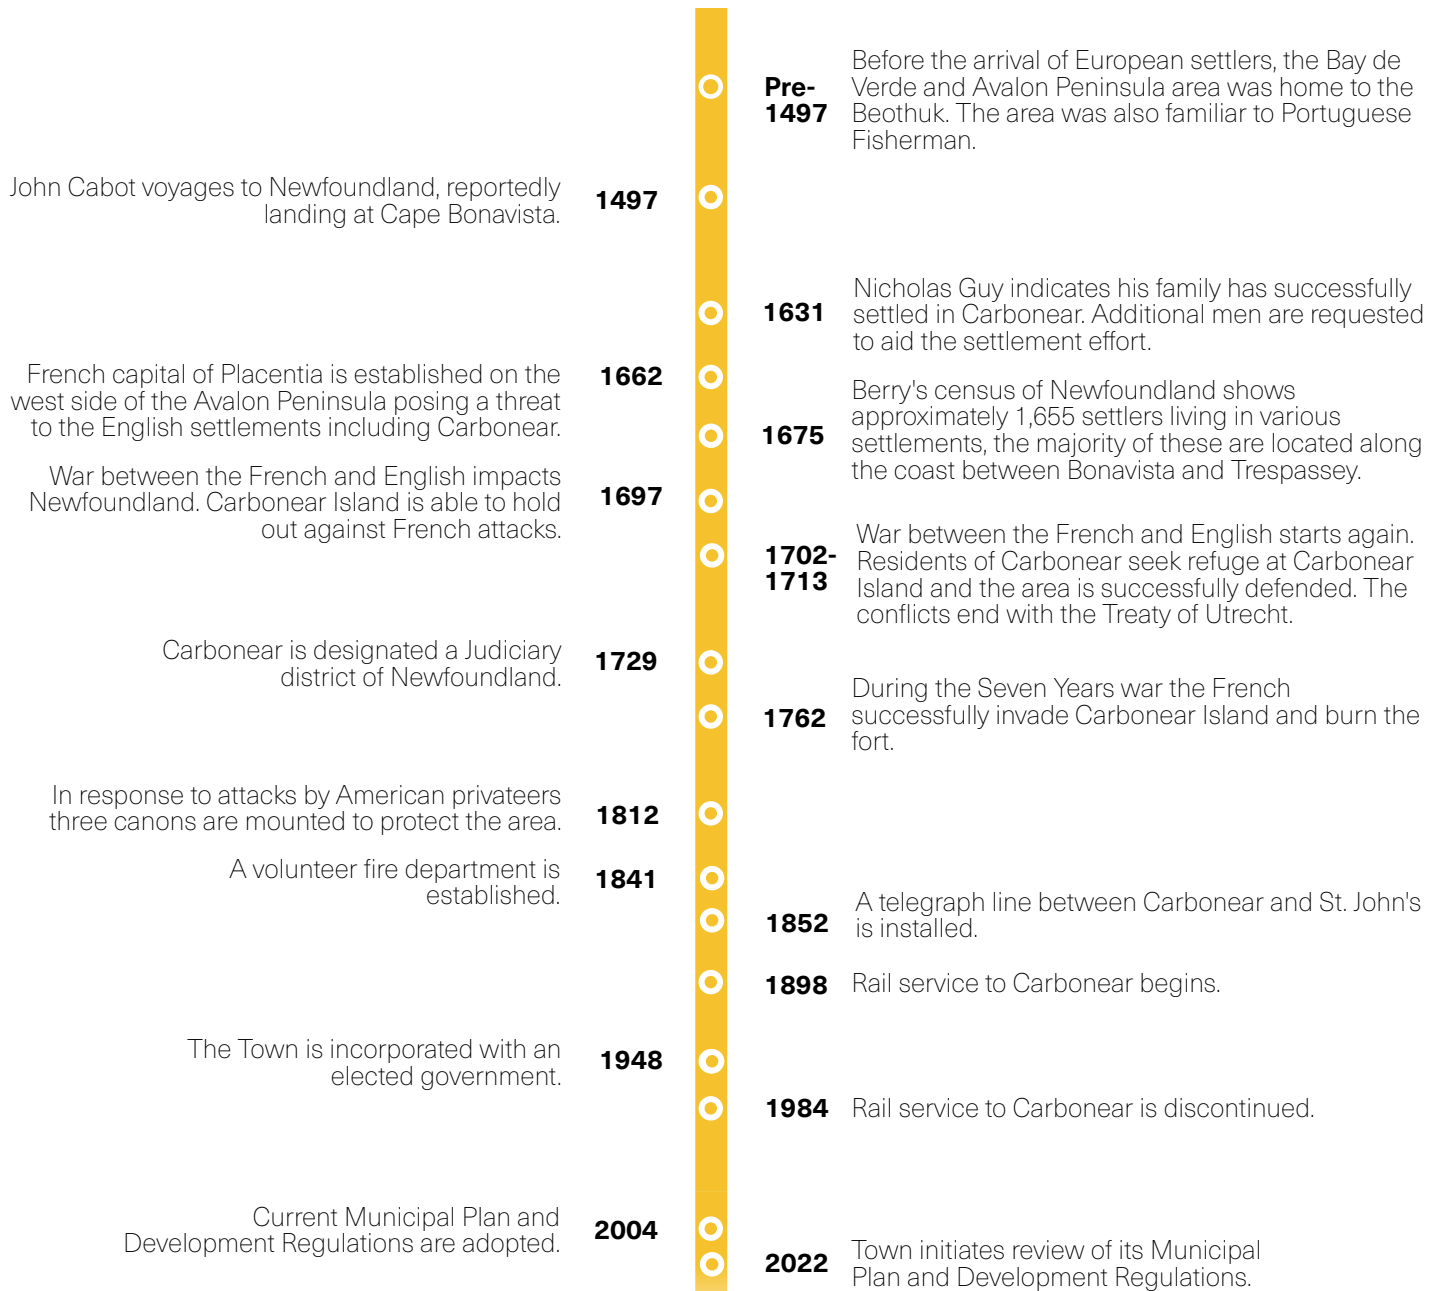 Pre-
1497
Before the arrival of European settlers, the Bay de
Verde and Avalon Peninsula area was home to the
Beothuk. The area was also familiar to Portuguese
Fisherman.
John Cabot voyages to Newfoundland, reportedly
landing at Cape Bonavista.
1497
1631
Nicholas Guy indicates his family has successfully
settled in Carbonear. Additional men are requested
to aid the settlement effort.
French capital of Placentia is established on the
west side of the Avalon Peninsula posing a threat
to the English settlements including Carbonear.
1662
1675
Berry's census of Newfoundland shows
approximately 1,655 settlers living in various
settlements, the majority of these are located along
the coast between Bonavista and Trespassey.
War between the French and English impacts
Newfoundland. Carbonear Island is able to hold
out against French attacks.
1697
1702-
1713
War between the French and English starts again.
Residents of Carbonear seek refuge at Carbonear
Island and the area is successfully defended. The
conflicts end with the Treaty of Utrecht.
Carbonear is designated a Judiciary
district of Newfoundland.
1729
1762
During the Seven Years war the French
successfully invade Carbonear Island and burn the
fort.
In response to attacks by American privateers
three canons are mounted to protect the area.
1812
A volunteer fire department is
established.
1841
1852
A telegraph line between Carbonear and St. John's
is installed.
1898
Rail service to Carbonear begins.
The Town is incorporated with an
elected government.
1948
1984
Rail service to Carbonear is discontinued.
Current Municipal Plan and
Development Regulations are adopted.
2004
2022
Town initiates review of its Municipal
Plan and Development Regulations.